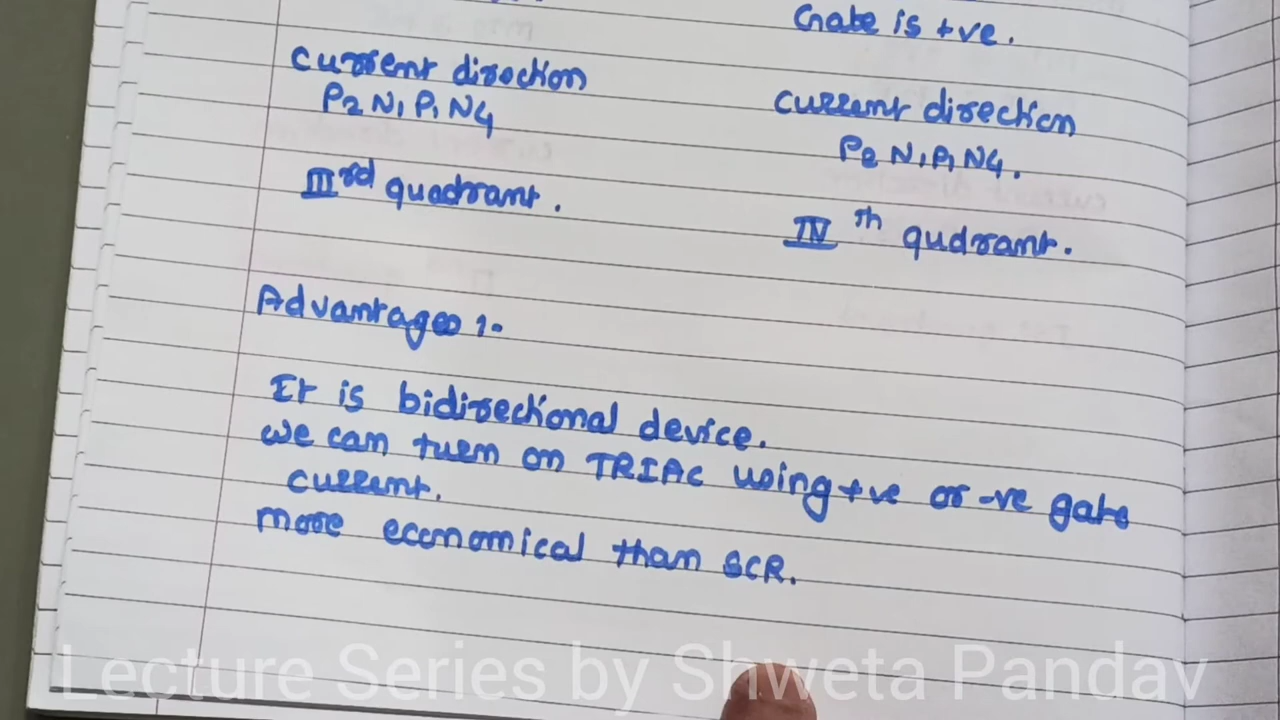 Gate is +ve.
current direction
P2 N1 P1 N4
IIIrd quadrant.
current direction
P2 N1 P1 N4.
IV th qudrant.
Advantages :-
It is bidirectional device.
we can turn on TRIAC using +ve or -ve gate
current.
more economical than SCR.
Lecture Series by Shweta Pandav